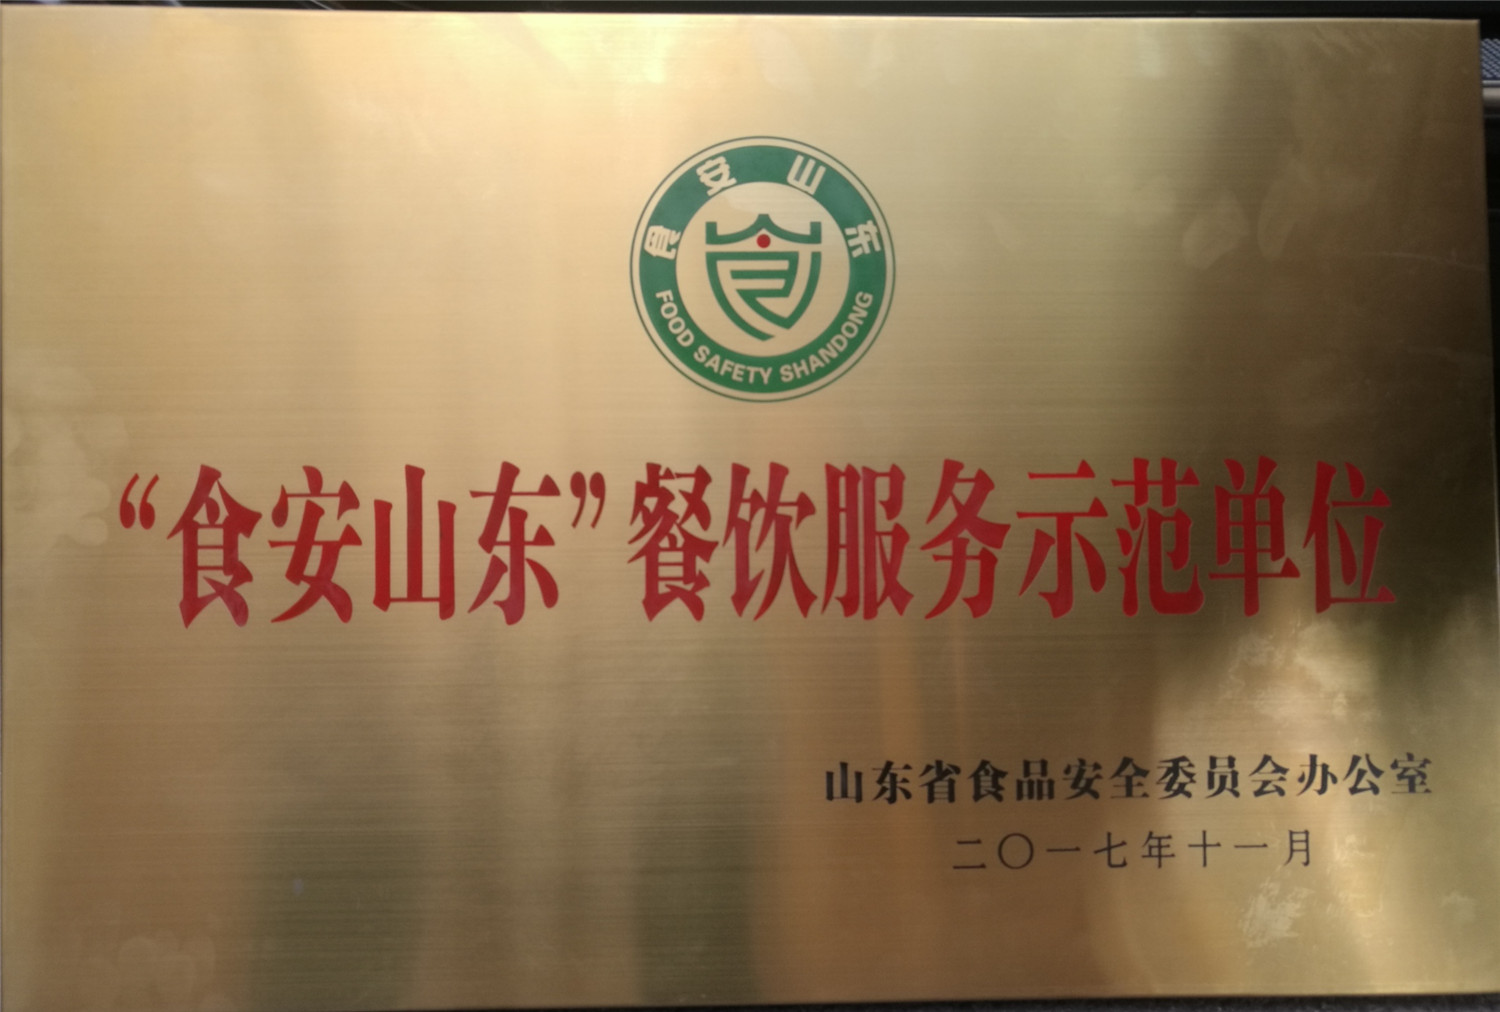 食安山东
FOOD SAFETY SHANDONG
“食安山东”餐饮服务示范单位
山东省食品安全委员会办公室
二〇一七年十一月